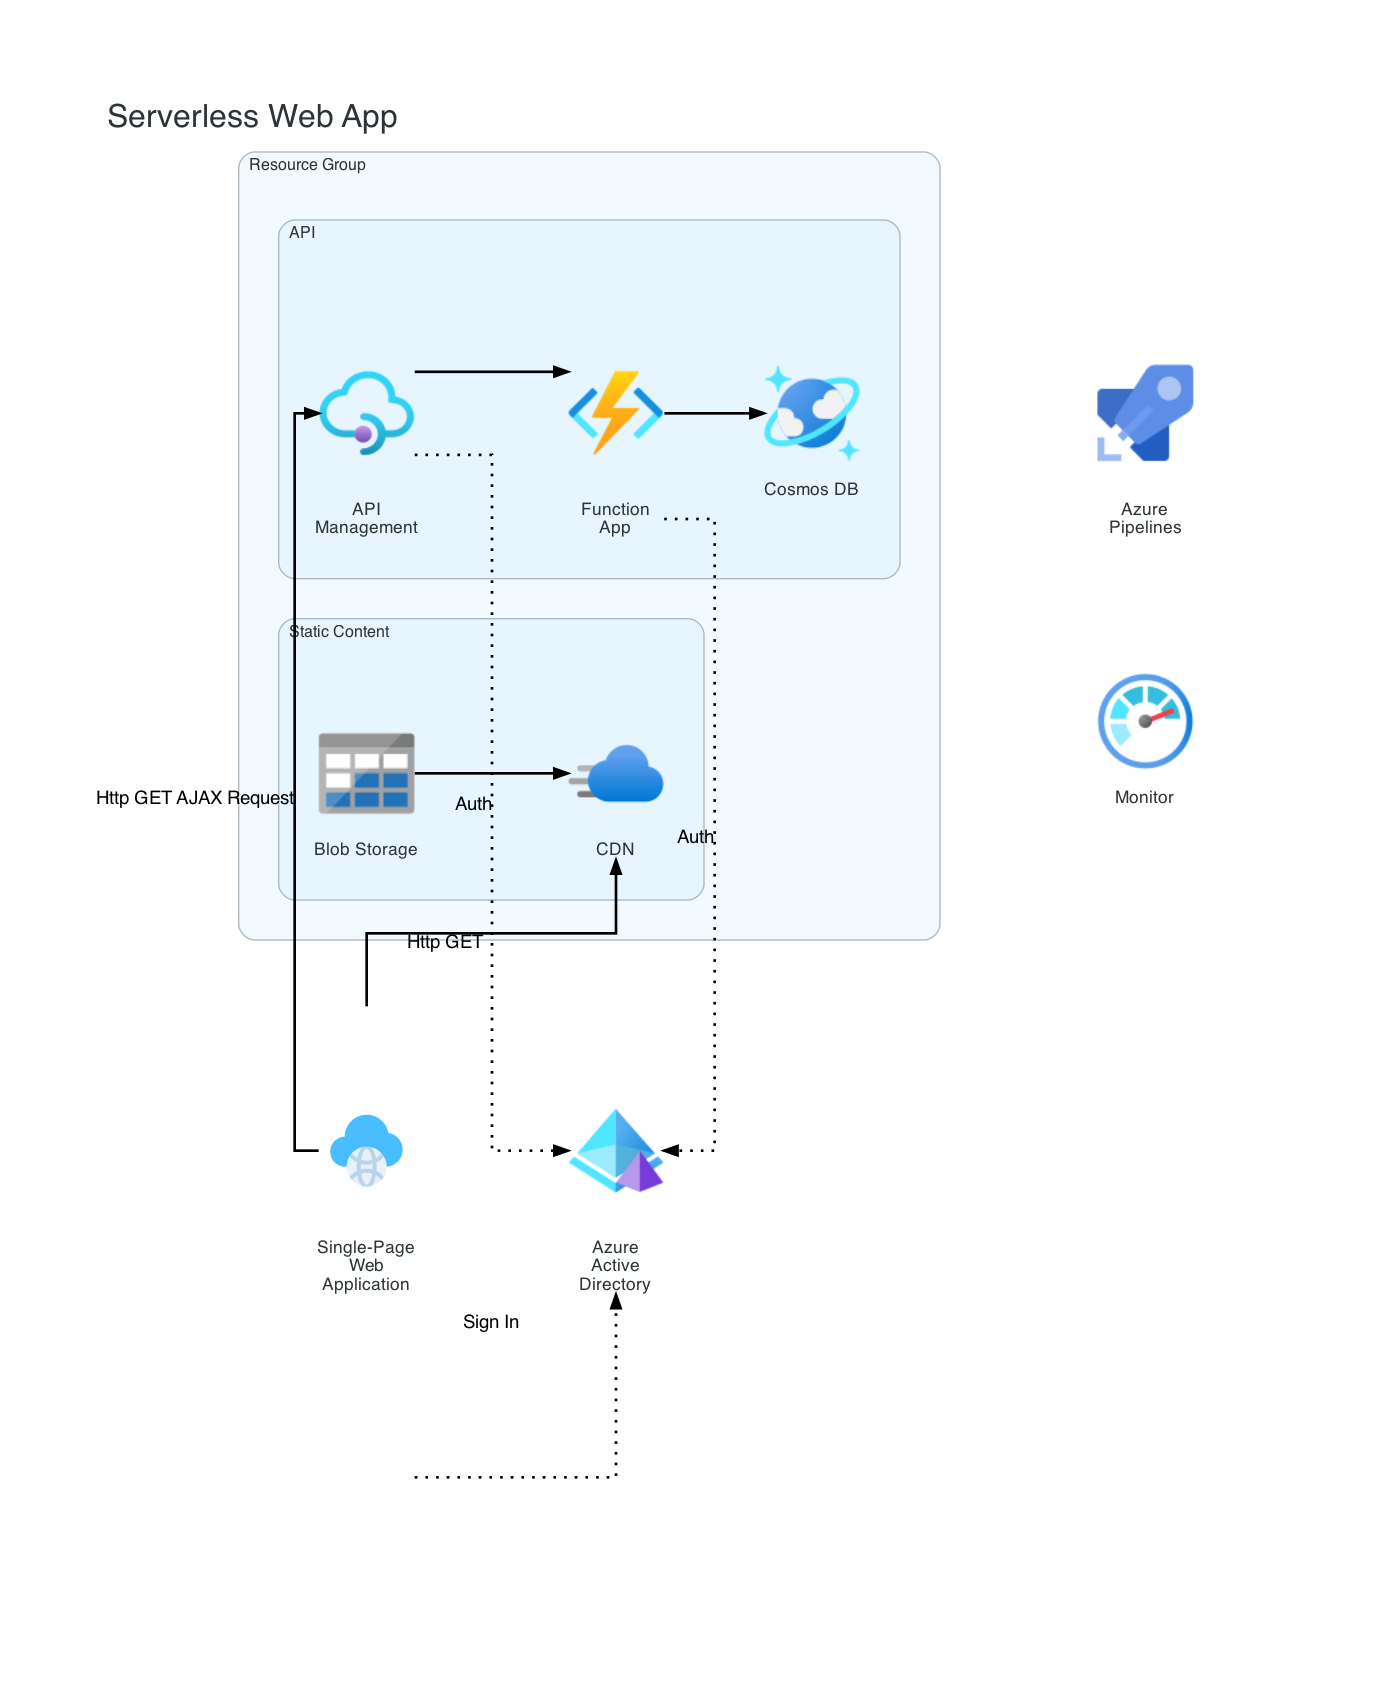 Serverless Web App
Resource Group
API
API
Management
Function
App
Cosmos DB
Azure
Pipelines
Static Content
Http GET AJAX Request
Blob Storage
Auth
CDN
Auth
Monitor
Http GET
Single-Page
Web
Application
Azure
Active
Directory
Sign In